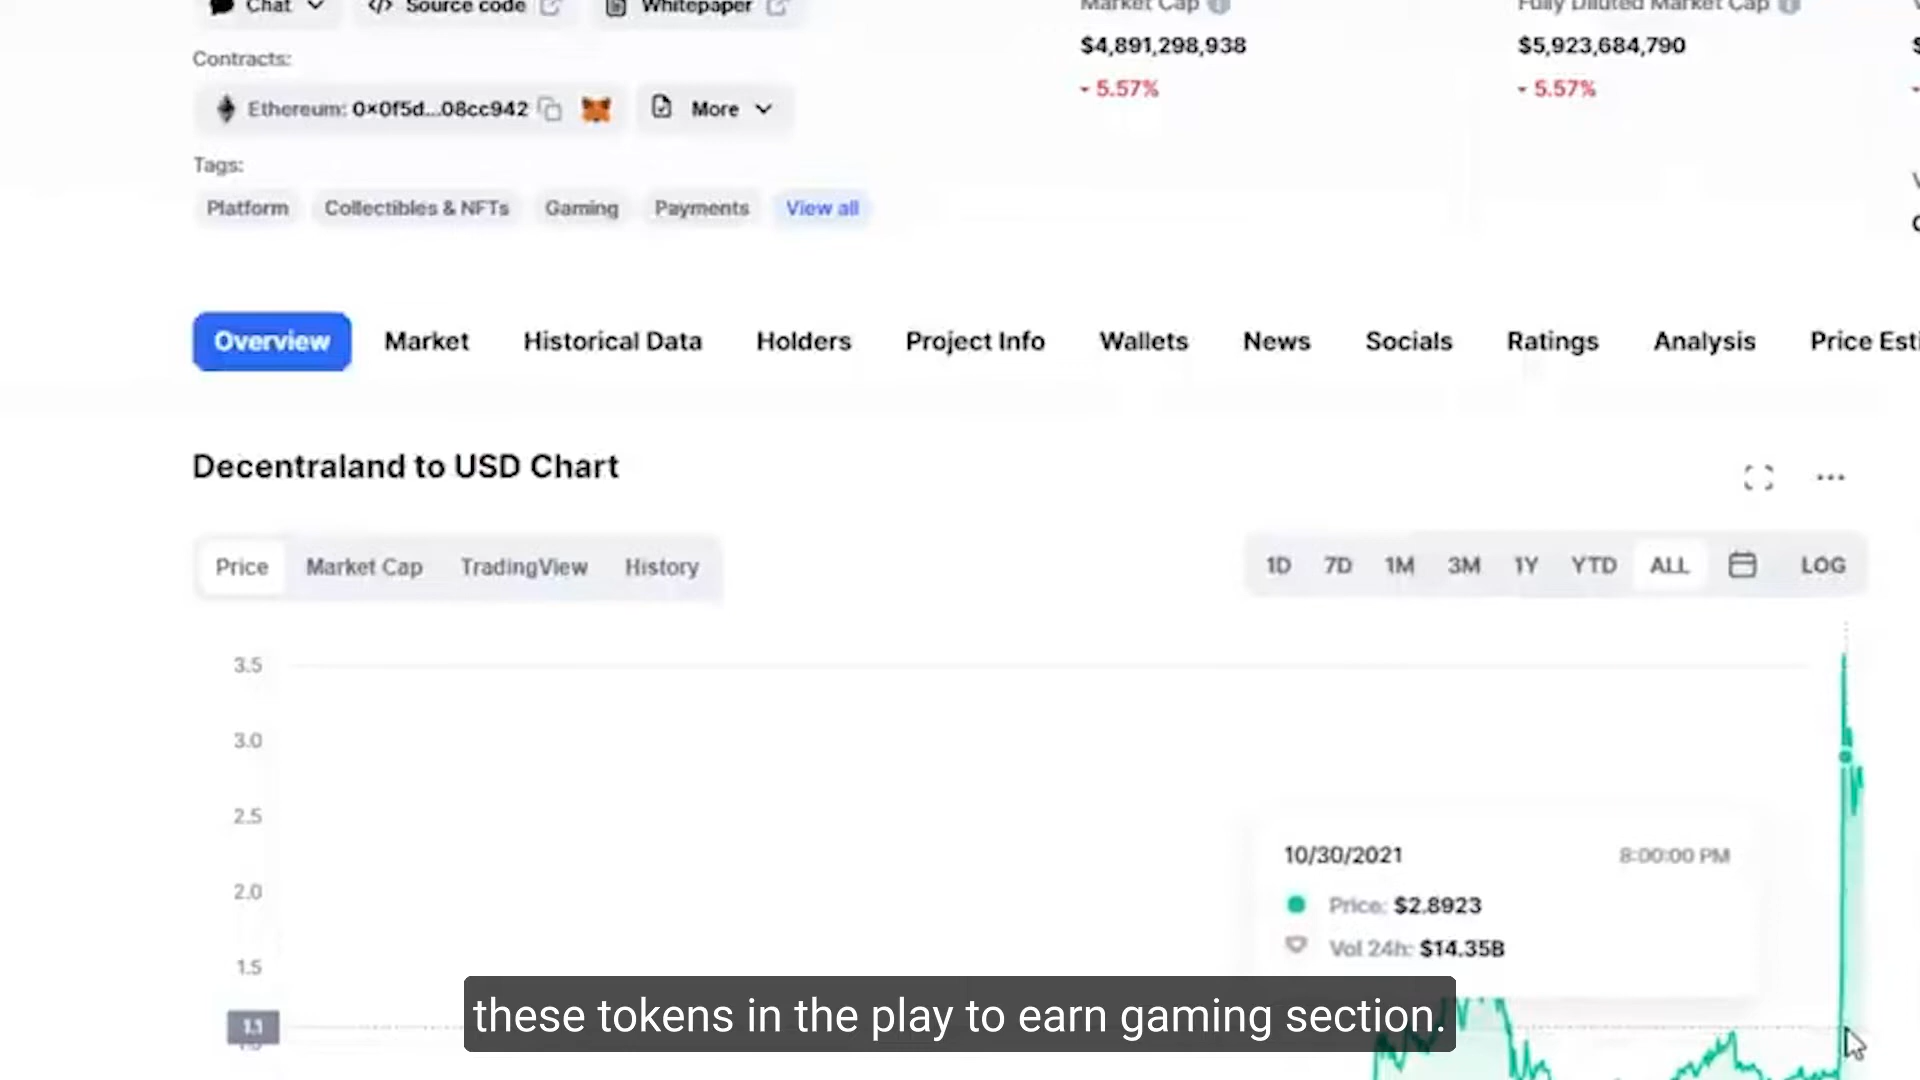 Chat
Source code
Whitepaper
Market Cap
Fully Diluted Market Cap
$4,891,298,938
$5,923,684,790
5.57%
5.57%
Contracts:
Ethereum: 0x0f5d...08cc942
More
Tags:
Platform
Collectibles & NFTs
Gaming
Payments
View all
Overview
Market
Historical Data
Holders
Project Info
Wallets
News
Socials
Ratings
Analysis
Price Esti
Decentraland to USD Chart
Price
Market Cap
TradingView
History
1D
7D
1M
3M
1Y
YTD
ALL
LOG
3.5
3.0
2.5
2.0
1.5
1.1
10/30/2021
8:00:00 PM
Price: $2.8923
Vol 24h: $14.35B
these tokens in the play to earn gaming section.